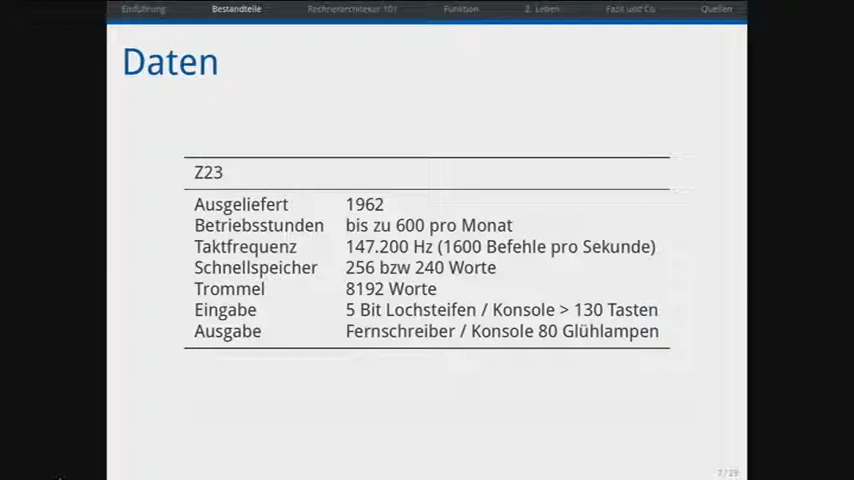 Einführung Bestandteile Rechnerarchitektur 101 Funktion 2. Leben Fazit und Co. Quellen
Daten
Z23
Ausgeliefert 1962
Betriebsstunden bis zu 600 pro Monat
Taktfrequenz 147.200 Hz (1600 Befehle pro Sekunde)
Schnellspeicher 256 bzw 240 Worte
Trommel 8192 Worte
Eingabe 5 Bit Lochsteifen / Konsole > 130 Tasten
Ausgabe Fernschreiber / Konsole 80 Glühlampen
7 / 29